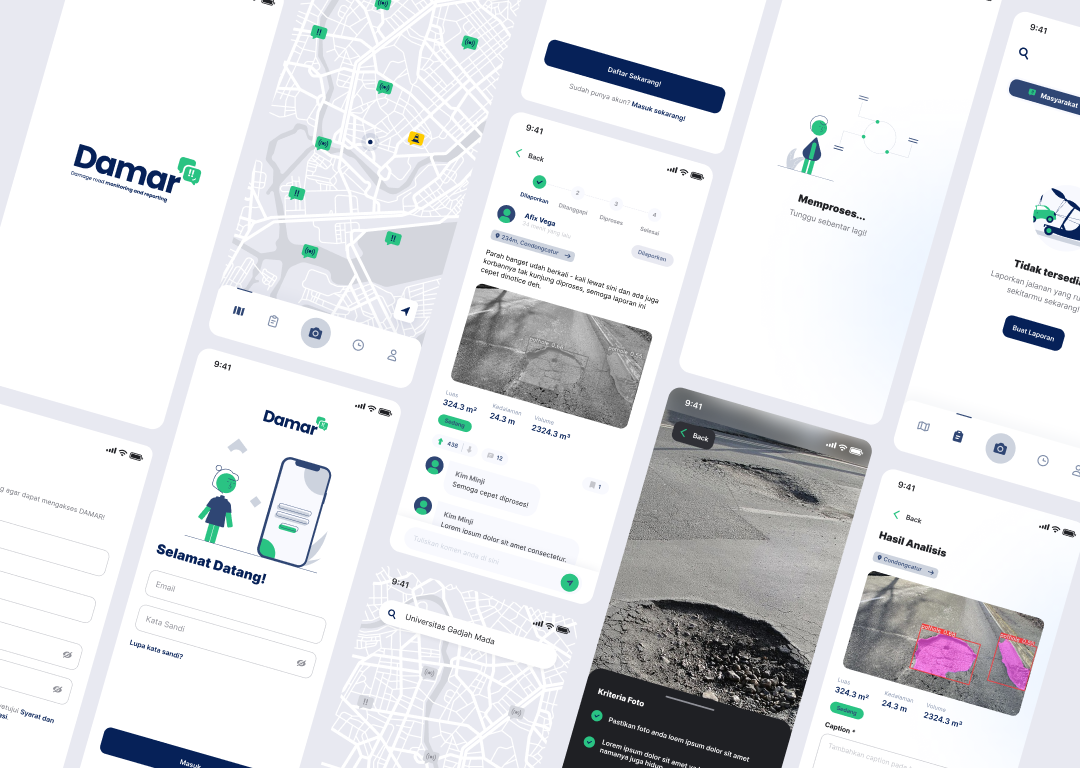 Damar
Damage road monitoring and reporting
agar dapat mengakses DAMAR!
Syarat dan
9:41
Damar
Selamat Datang!
Email
Kata Sandi
Lupa kata sandi?
Masuk
Daftar Sekarang!
Sudah punya akun? Masuk sekarang!
9:41
Back
2
3
4
Dilaporkan
Ditanggapi
Diproses
Selesai
Afix Vega
Dilaporkan
234m, Condongcatur
Parah banget udah berkali - kali lewat sini dan ada juga
korbannya tak kunjung diproses, semoga laporan ini
cepet dinotice deh.
Luas
324.3 m²
Kedalaman
24.3 m
Volume
2324.3 m³
Sedang
438
12
1
Kim Minji
Semoga cepet diproses!
Kim Minji
Lorem ipsum dolor sit amet consectetur.
Tuliskan komen anda di sini
9:41
Universitas Gadjah Mada
Memproses...
Tunggu sebentar lagi!
9:41
Back
Kriteria Foto
Pastikan foto anda loem ipsum dolor sit amet
Lorem ipsum dolor sit amet
namanya juga hidup
9:41
Masyarakat
Tidak tersedia
Laporkan jalanan yang
sekitarmu sekarang!
Buat Laporan
9:41
Back
Hasil Analisis
Condongcatur
Luas
324.3 m²
Kedalaman
24.3 m
Volume
2324.3 m³
Sedang
Caption *
Tambahkan caption